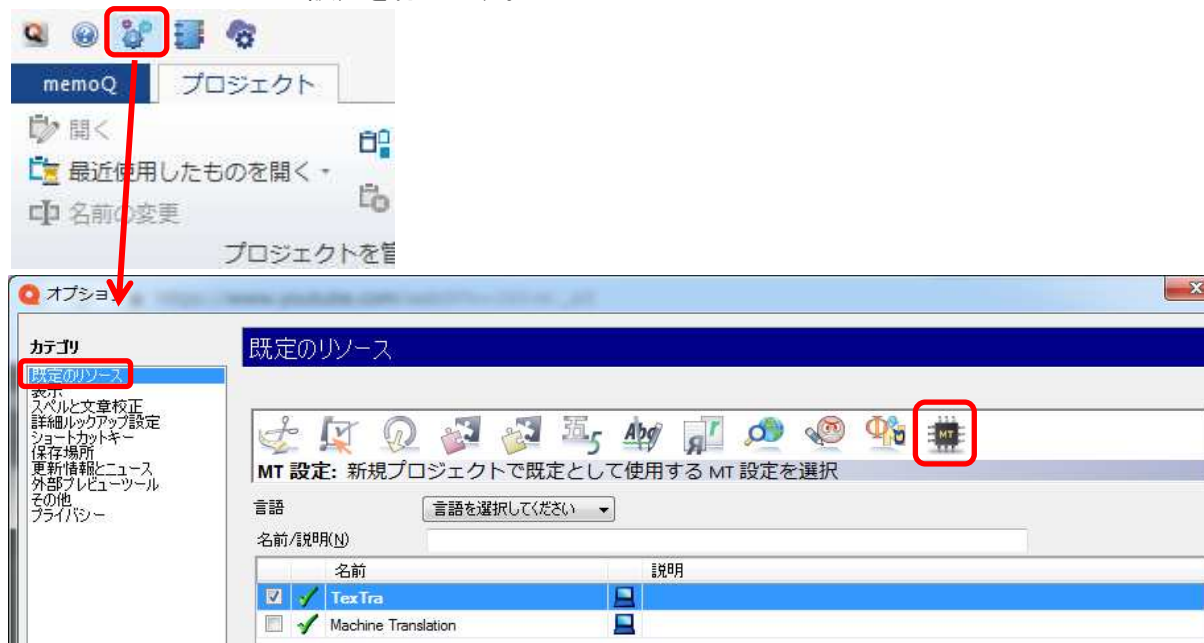 memoQ プロジェクト
開く
最近使用したものを開く
名前の変更
プロジェクトを管
オプション
カテゴリ
既定のリソース
既定のリソース
表示
スペルと文章校正
詳細ルックアップ設定
ショートカットキー
保存場所
更新情報とニュース
外部プレビューツール
その他
プライバシー
MT
MT 設定: 新規プロジェクトで既定として使用する MT 設定を選択
言語 言語を選択してください
名前/説明(N)
名前 説明
TexTra
Machine Translation